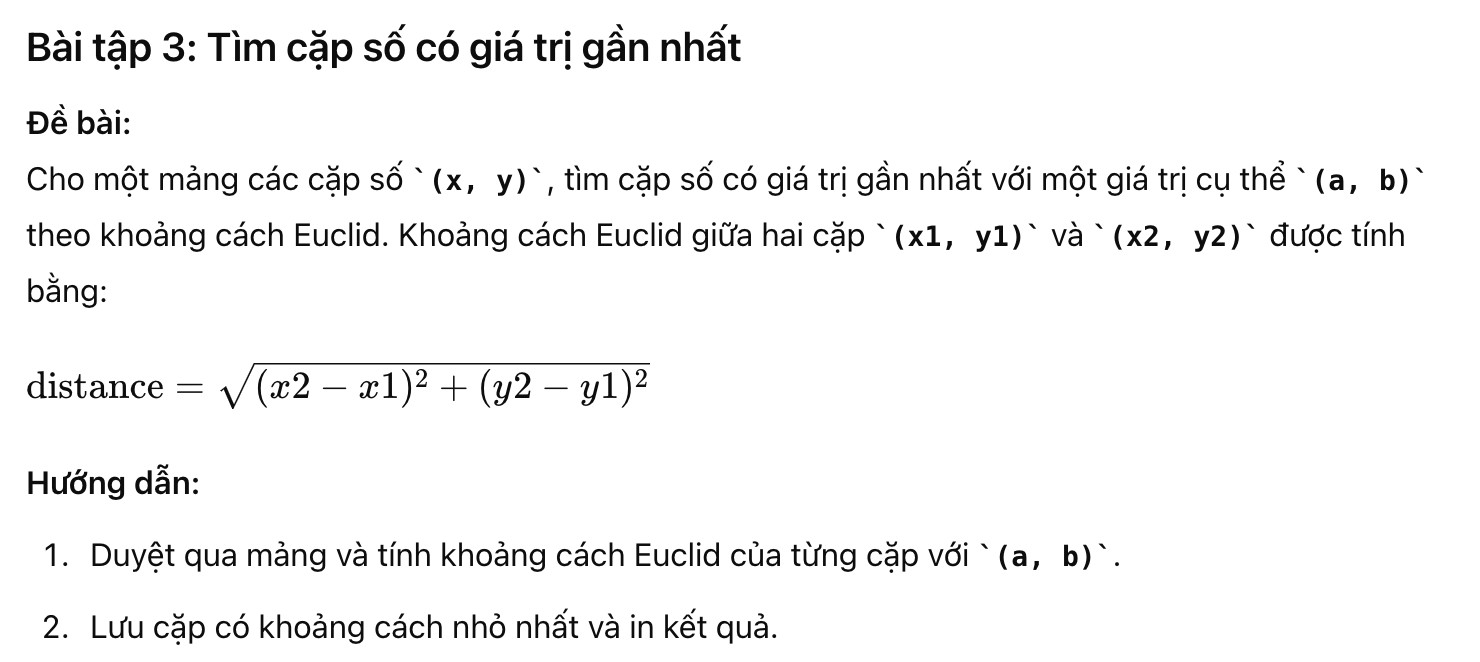 Bài tập 3: Tìm cặp số có giá trị gần nhất
Đề bài:
Cho một mảng các cặp số `(x, y)`, tìm cặp số có giá trị gần nhất với một giá trị cụ thể `(a, b)`
theo khoảng cách Euclid. Khoảng cách Euclid giữa hai cặp `(x1, y1)` và `(x2, y2)` được tính
bằng:
distance = √(x2 − x1)² + (y2 − y1)²
Hướng dẫn:
1. Duyệt qua mảng và tính khoảng cách Euclid của từng cặp với `(a, b)`.
2. Lưu cặp có khoảng cách nhỏ nhất và in kết quả.